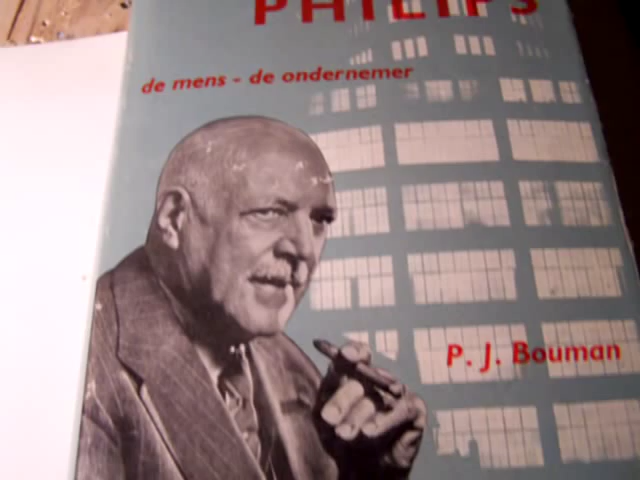 PHILIPS
de mens - de ondernemer
P. J. Bouman